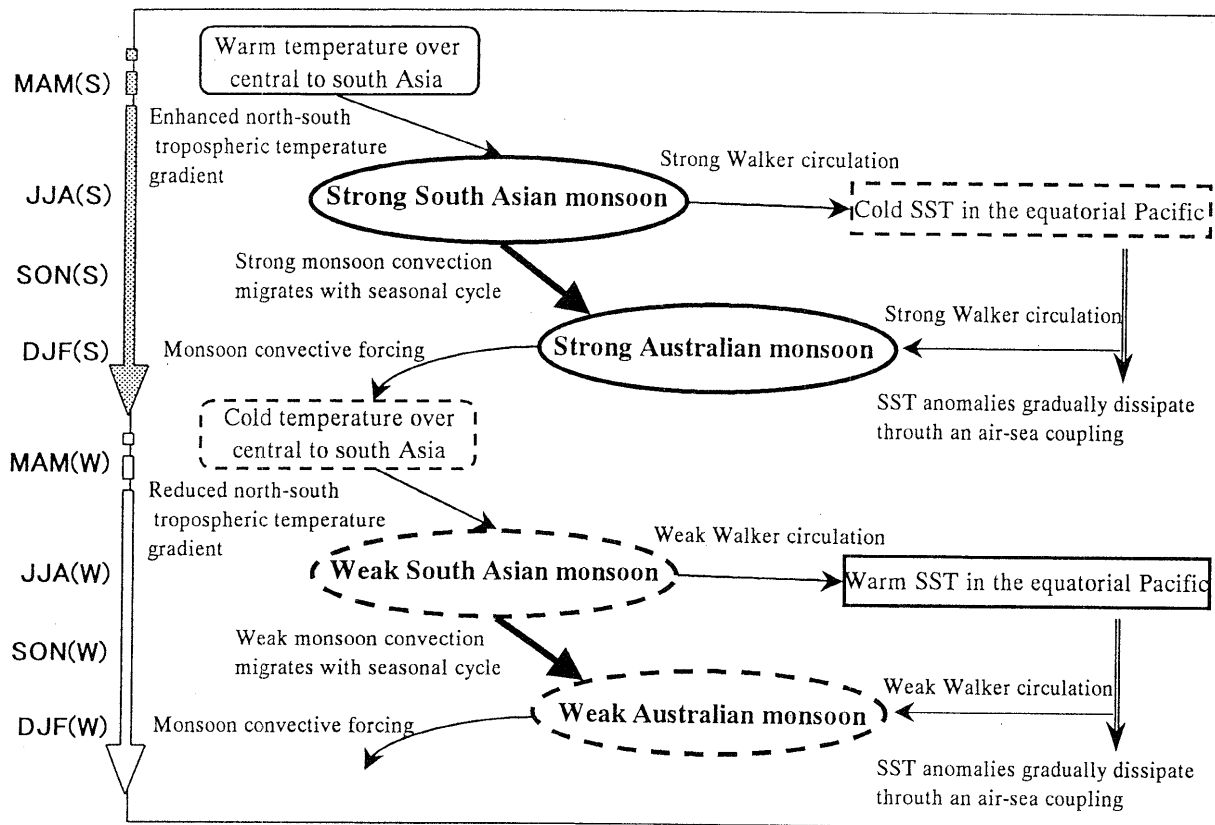 MAM(S)
Warm temperature over
central to south Asia
Enhanced north-south
tropospheric temperature
gradient
JJA(S)
Strong South Asian monsoon
Strong Walker circulation
Cold SST in the equatorial Pacific
SON(S)
Strong monsoon convection
migrates with seasonal cycle
DJF(S)
Monsoon convective forcing
Strong Australian monsoon
Strong Walker circulation
SST anomalies gradually dissipate
throuth an air-sea coupling
MAM(W)
Cold temperature over
central to south Asia
Reduced north-south
tropospheric temperature
gradient
JJA(W)
Weak South Asian monsoon
Weak Walker circulation
Warm SST in the equatorial Pacific
SON(W)
Weak monsoon convection
migrates with seasonal cycle
DJF(W)
Monsoon convective forcing
Weak Australian monsoon
Weak Walker circulation
SST anomalies gradually dissipate
throuth an air-sea coupling